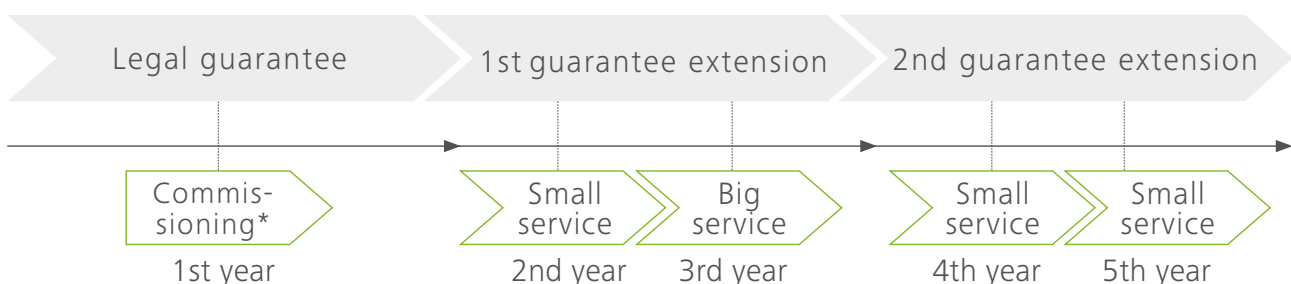 Legal guarantee
1st guarantee extension
2nd guarantee extension
Commis-
sioning*
Small
service
Big
service
Small
service
Small
service
1st year
2nd year
3rd year
4th year
5th year